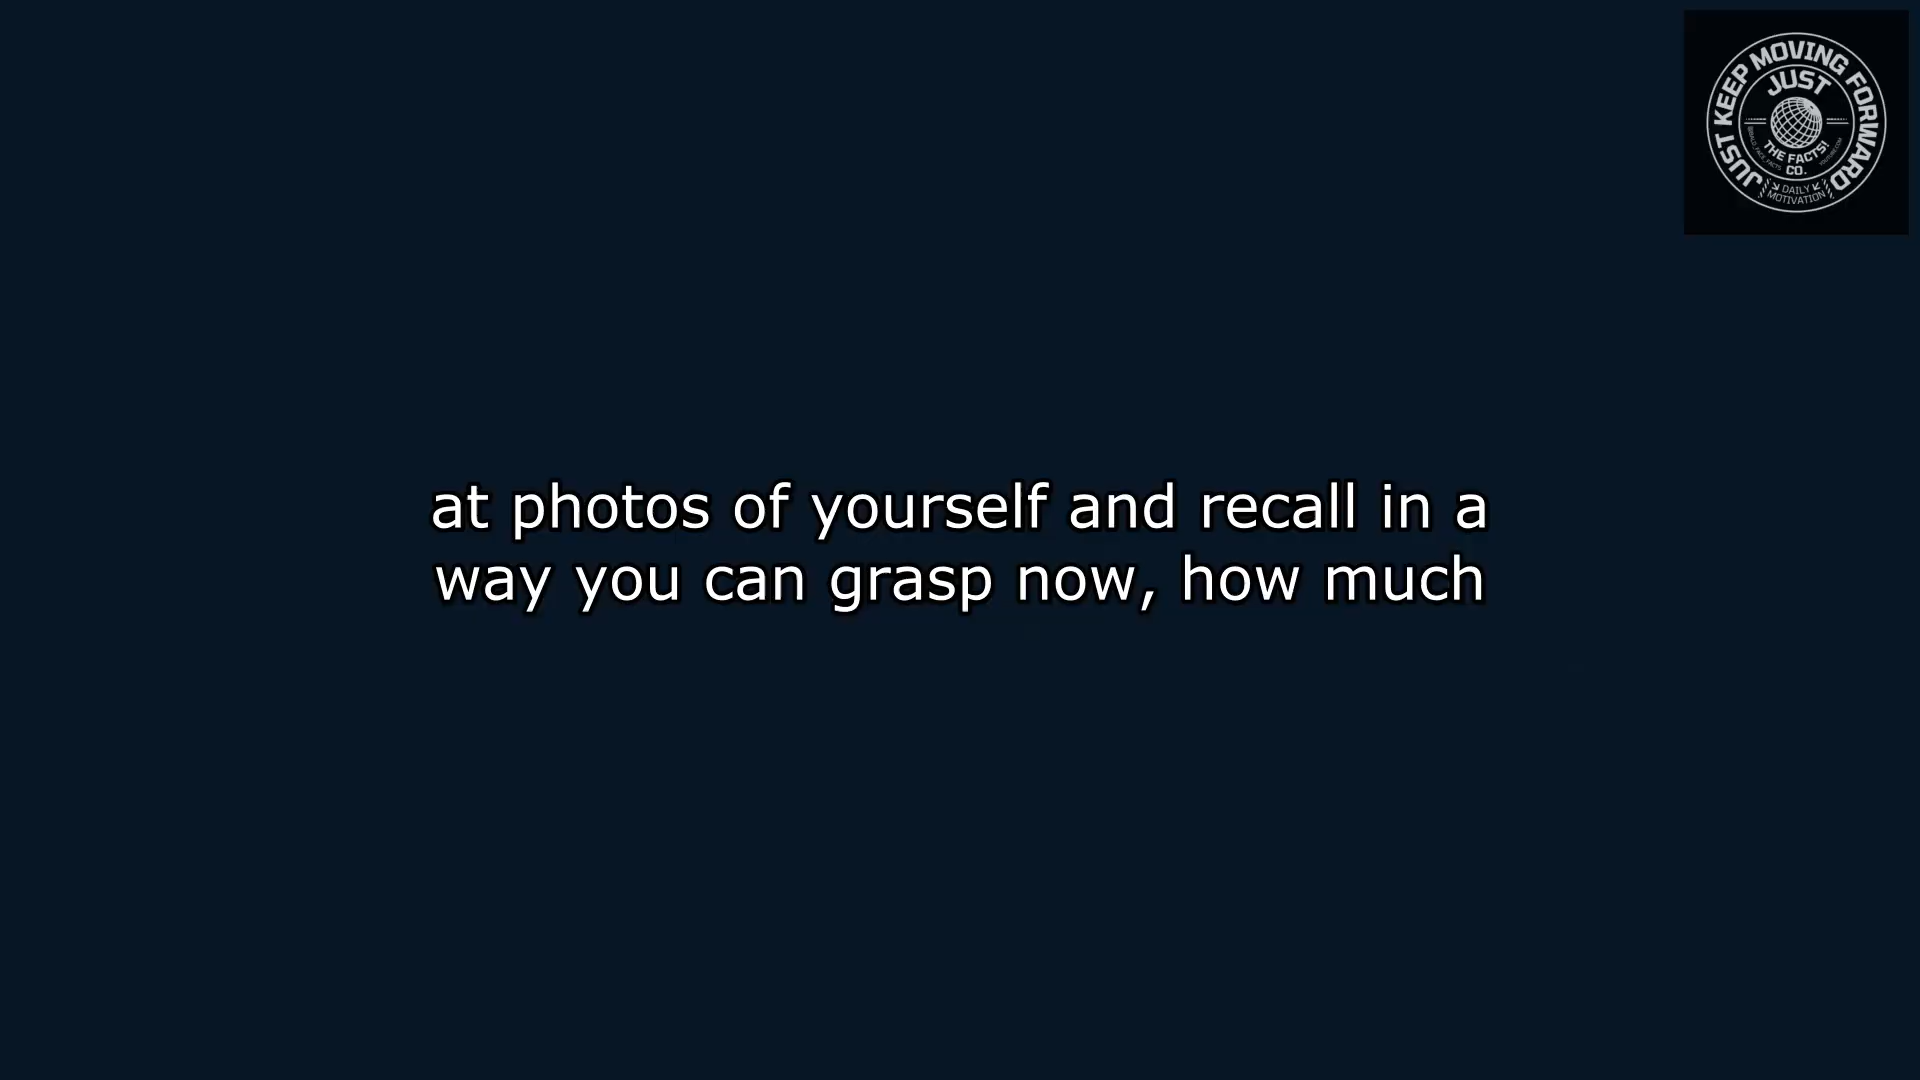 JUST KEEP MOVING FORWARD
JUST
THE FACTS!
CO.
DAILY
MOTIVATION
at photos of yourself and recall in a
way you can grasp now, how much